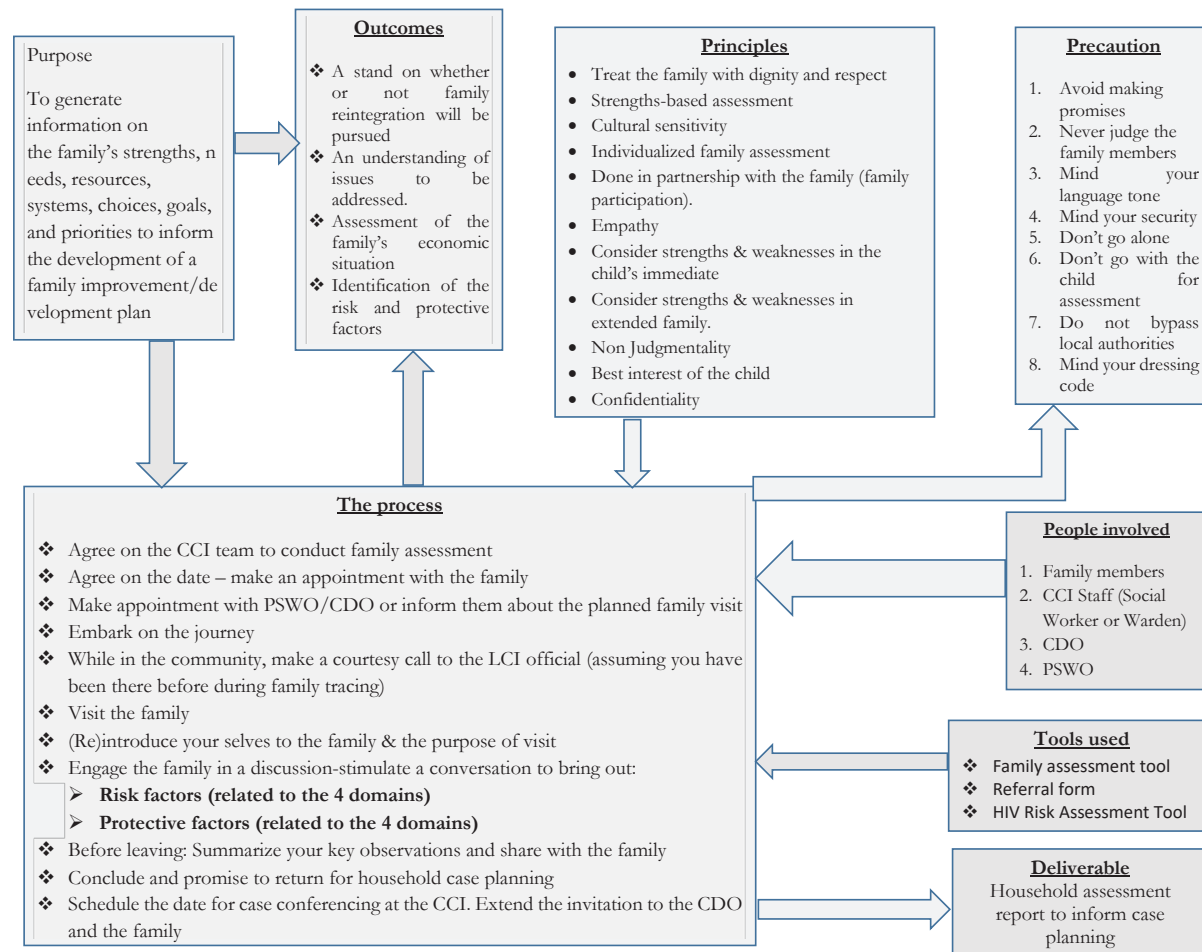 Purpose
To generate
information on
the family's strengths, n
eeds, resources,
systems, choices, goals,
and priorities to inform
the development of a
family improvement/de
velopment plan
Outcomes
❖ A stand on whether
or not family
reintegration will be
pursued
❖ An understanding of
issues to be
addressed.
❖ Assessment of the
family's economic
situation
❖ Identification of the
risk and protective
factors
Principles
• Treat the family with dignity and respect
• Strengths-based assessment
• Cultural sensitivity
• Individualized family assessment
• Done in partnership with the family (family
participation).
• Empathy
• Consider strengths & weaknesses in the
child's immediate
• Consider strengths & weaknesses in
extended family.
• Non Judgmentality
• Best interest of the child
• Confidentiality
Precaution
1. Avoid making
promises
2. Never judge the
family members
3. Mind your
language tone
4. Mind your security
5. Don't go alone
6. Don't go with the
child for
assessment
7. Do not bypass
local authorities
8. Mind your dressing
code
The process
❖ Agree on the CCI team to conduct family assessment
❖ Agree on the date – make an appointment with the family
❖ Make appointment with PSWO/CDO or inform them about the planned family visit
❖ Embark on the journey
❖ While in the community, make a courtesy call to the LCI official (assuming you have
been there before during family tracing)
❖ Visit the family
❖ (Re)introduce your selves to the family & the purpose of visit
❖ Engage the family in a discussion-stimulate a conversation to bring out:
➢ Risk factors (related to the 4 domains)
➢ Protective factors (related to the 4 domains)
❖ Before leaving: Summarize your key observations and share with the family
❖ Conclude and promise to return for household case planning
❖ Schedule the date for case conferencing at the CCI. Extend the invitation to the CDO
and the family
People involved
1. Family members
2. CCI Staff (Social
Worker or Warden)
3. CDO
4. PSWO
Tools used
❖ Family assessment tool
❖ Referral form
❖ HIV Risk Assessment Tool
Deliverable
Household assessment
report to inform case
planning